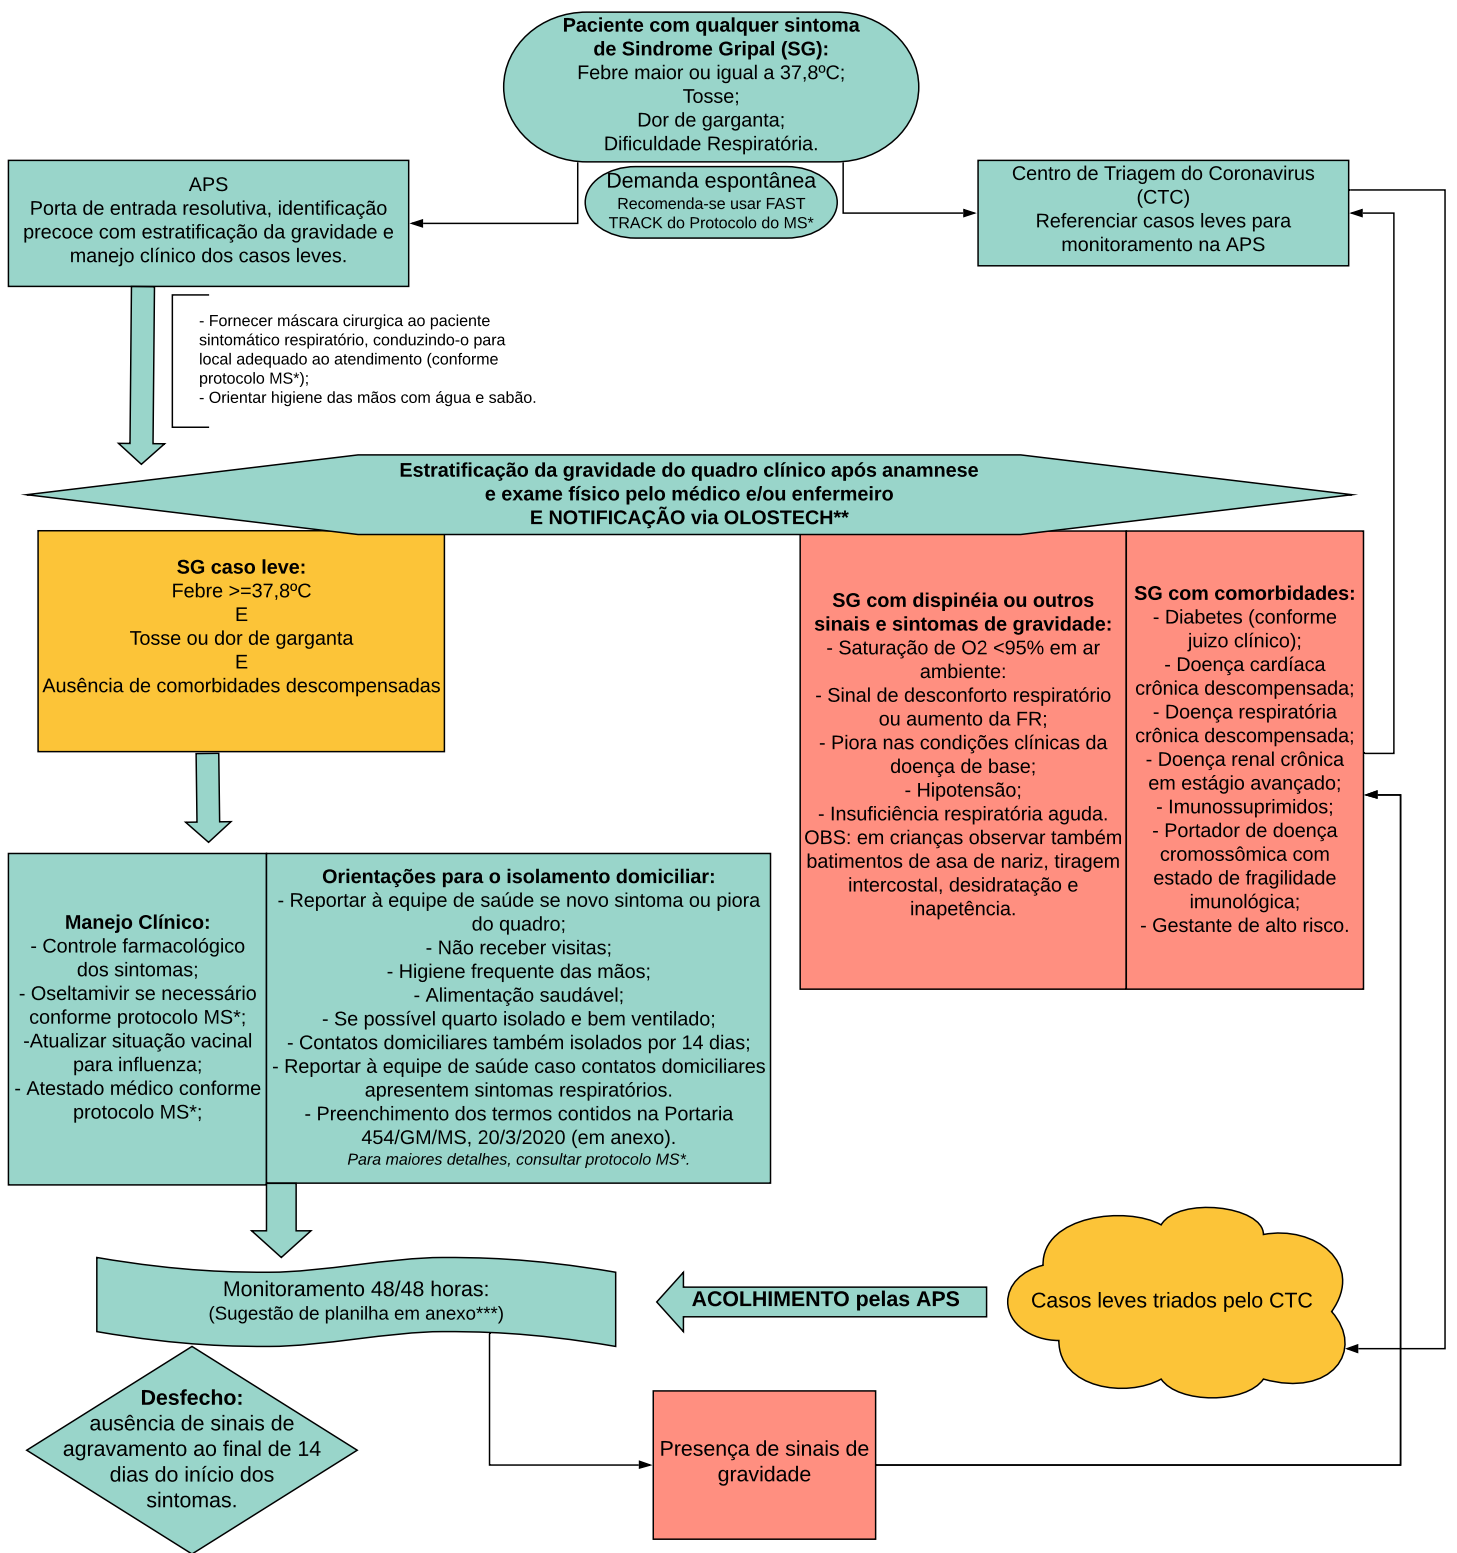 Paciente com qualquer sintoma
de Sindrome Gripal (SG):
Febre maior ou igual a 37,8ºC;
Tosse;
Dor de garganta;
Dificuldade Respiratória.
Demanda espontânea
Recomenda-se usar FAST
TRACK do Protocolo do MS*
APS
Porta de entrada resolutiva, identificação
precoce com estratificação da gravidade e
manejo clínico dos casos leves.
Centro de Triagem do Coronavirus
(CTC)
Referenciar casos leves para
monitoramento na APS
- Fornecer máscara cirurgica ao paciente
sintomático respiratório, conduzindo-o para
local adequado ao atendimento (conforme
protocolo MS*);
- Orientar higiene das mãos com água e sabão.
Estratificação da gravidade do quadro clínico após anamnese
e exame físico pelo médico e/ou enfermeiro
E NOTIFICAÇÃO via OLOSTECH**
SG caso leve:
Febre >=37,8ºC
E
Tosse ou dor de garganta
E
Ausência de comorbidades descompensadas
SG com dispinéia ou outros
sinais e sintomas de gravidade:
- Saturação de O2 <95% em ar
ambiente:
- Sinal de desconforto respiratório
ou aumento da FR;
- Piora nas condições clínicas da
doença de base;
- Hipotensão;
- Insuficiência respiratória aguda.
OBS: em crianças observar também
batimentos de asa de nariz, tiragem
intercostal, desidratação e
inapetência.
SG com comorbidades:
- Diabetes (conforme
juizo clínico);
- Doença cardíaca
crônica descompensada;
- Doença respiratória
crônica descompensada;
- Doença renal crônica
em estágio avançado;
- Imunossuprimidos;
- Portador de doença
cromossômica com
estado de fragilidade
imunológica;
- Gestante de alto risco.
Manejo Clínico:
- Controle farmacológico
dos sintomas;
- Oseltamivir se necessário
conforme protocolo MS*;
-Atualizar situação vacinal
para influenza;
- Atestado médico conforme
protocolo MS*;
Orientações para o isolamento domiciliar:
- Reportar à equipe de saúde se novo sintoma ou piora
do quadro;
- Não receber visitas;
- Higiene frequente das mãos;
- Alimentação saudável;
- Se possível quarto isolado e bem ventilado;
- Contatos domiciliares também isolados por 14 dias;
- Reportar à equipe de saúde caso contatos domiciliares
apresentem sintomas respiratórios.
- Preenchimento dos termos contidos na Portaria
454/GM/MS, 20/3/2020 (em anexo).
Para maiores detalhes, consultar protocolo MS*.
Monitoramento 48/48 horas:
(Sugestão de planilha em anexo***)
ACOLHIMENTO pelas APS
Casos leves triados pelo CTC
Desfecho:
ausência de sinais de
agravamento ao final de 14
dias do início dos
sintomas.
Presença de sinais de
gravidade